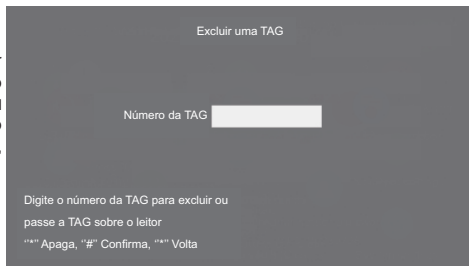 Excluir uma TAG
Número da TAG
Digite o número da TAG para excluir ou
passe a TAG sobre o leitor
“*” Apaga, “#” Confirma, “*” Volta